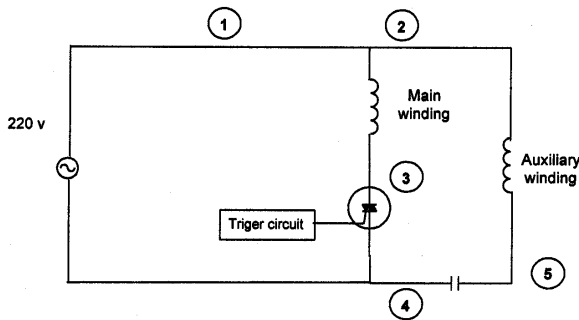 1
2
Main
winding
220 v
Auxiliary
winding
3
Triger circuit
5
4